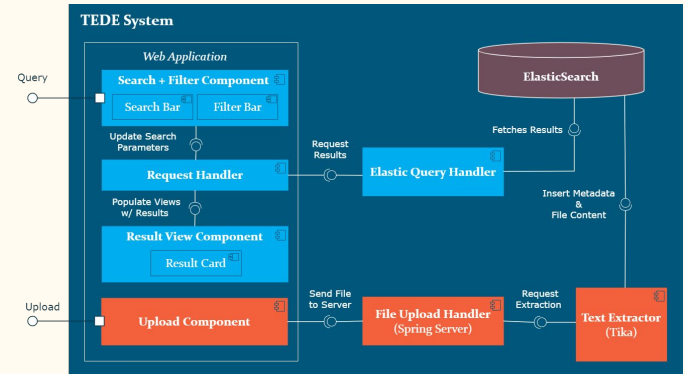 TEDE System
Web Application
Query
Search + Filter Component
Search Bar
Filter Bar
ElasticSearch
Update Search
Parameters
Request
Results
Fetches Results
Request Handler
Elastic Query Handler
Populate Views
w/ Results
Insert Metadata
&
File Content
Result View Component
Result Card
Upload
Upload Component
Send File
to Server
File Upload Handler
(Spring Server)
Request
Extraction
Text Extractor
(Tika)